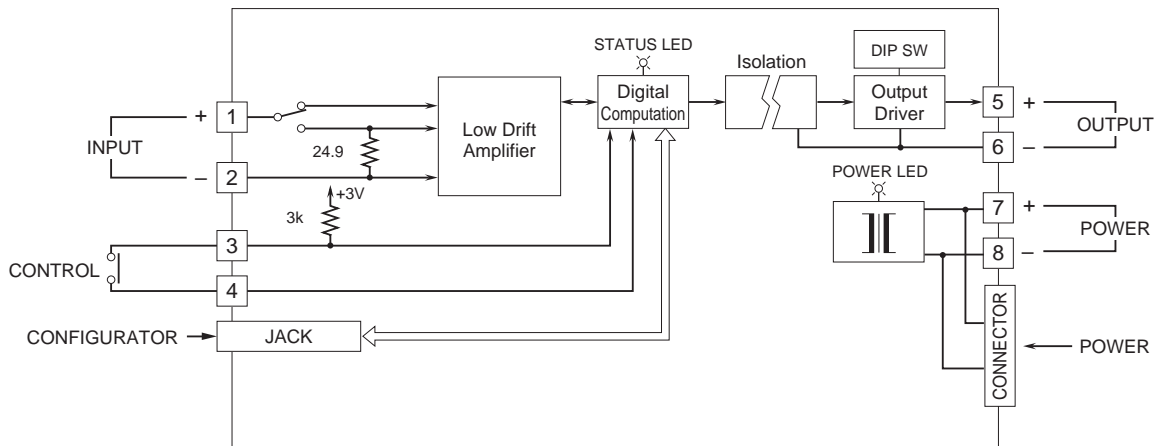 STATUS LED
Isolation
DIP SW
+
1
Digital
Computation
Output
Driver
5
+
INPUT
Low Drift
Amplifier
OUTPUT
24.9
6
–
–
2
POWER LED
+3V
3k
7
+
POWER
3
8
–
CONTROL
4
CONFIGURATOR
JACK
CONNECTOR
POWER